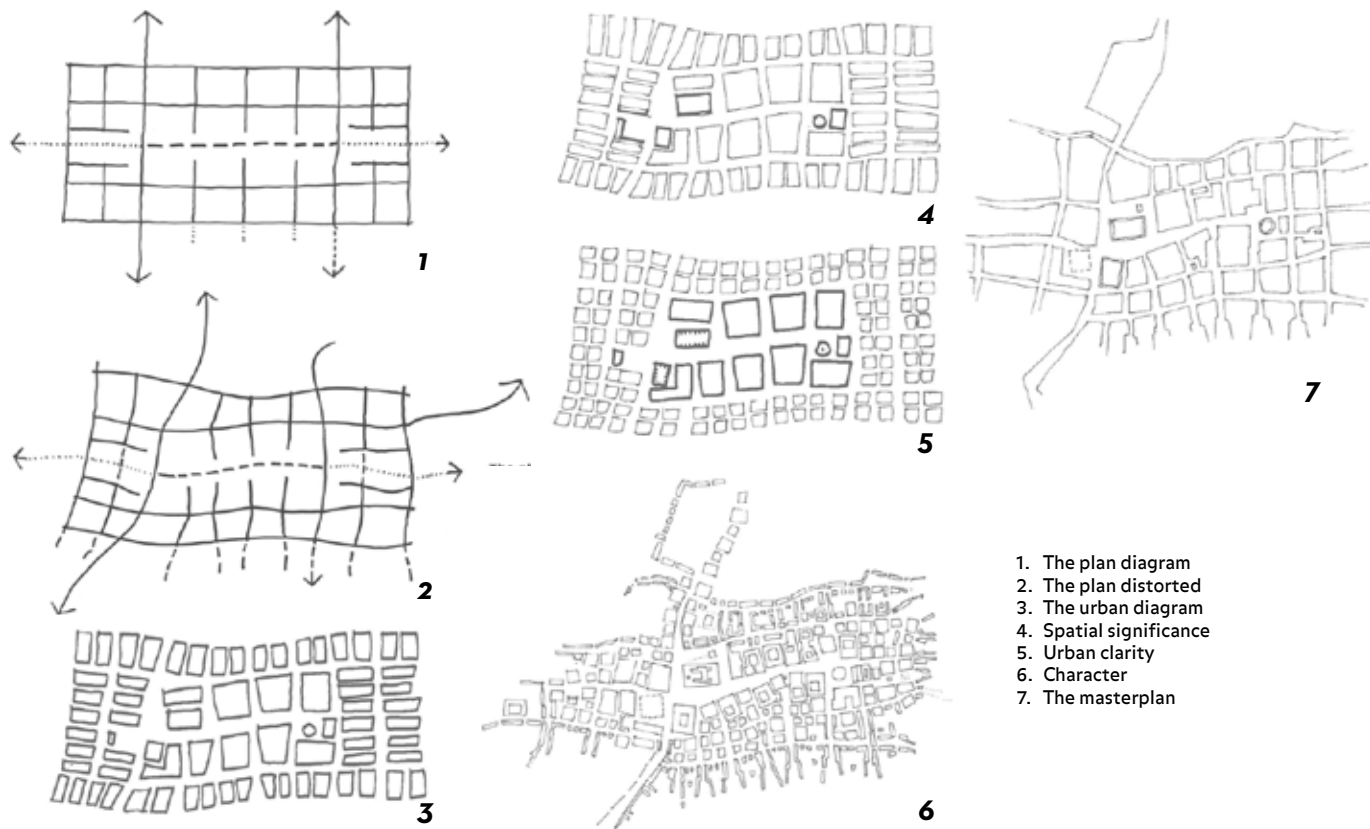 1
2
3
4
5
6
7
1. The plan diagram
2. The plan distorted
3. The urban diagram
4. Spatial significance
5. Urban clarity
6. Character
7. The masterplan